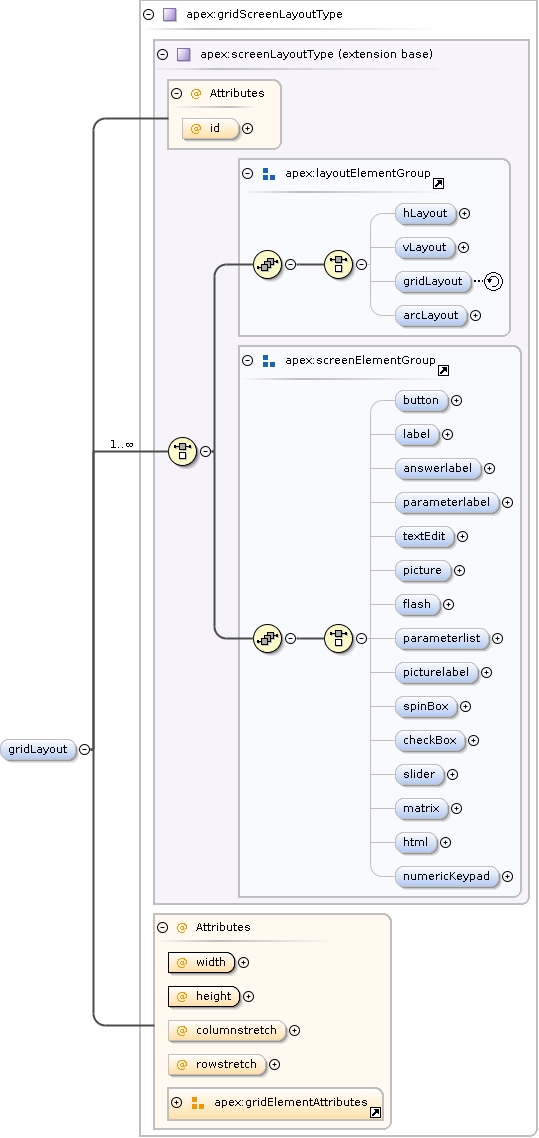 apex:gridScreenLayoutType
apex:screenLayoutType (extension base)
@ Attributes
@ id
apex:layoutElementGroup
hLayout
vLayout
gridLayout
arcLayout
apex:screenElementGroup
button
label
answerlabel
1..∞
parameterlabel
textEdit
picture
flash
parameterlist
picturelabel
spinBox
checkBox
gridLayout
slider
matrix
html
numericKeypad
@ Attributes
@ width
@ height
@ columnstretch
@ rowstretch
apex:gridElementAttributes